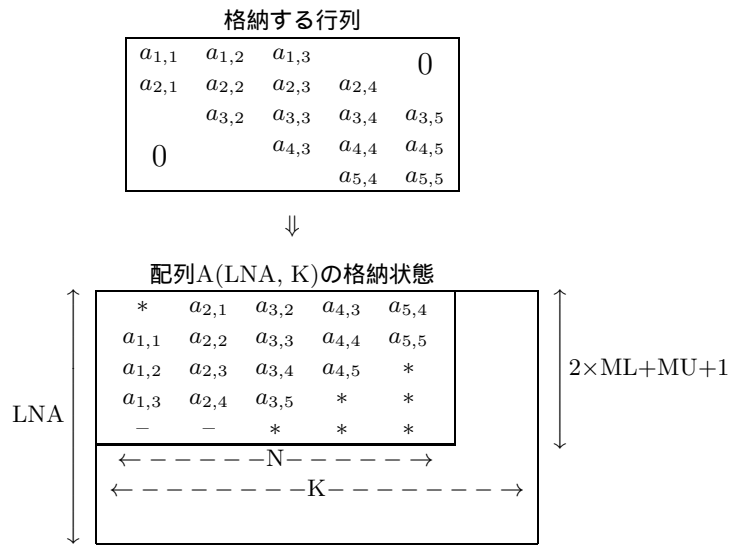 格納する行列
a1,1 a1,2 a1,3 0
a2,1 a2,2 a2,3 a2,4
a3,2 a3,3 a3,4 a3,5
0 a4,3 a4,4 a4,5
a5,4 a5,5
⇓
配列A(LNA, K)の格納状態
* a2,1 a3,2 a4,3 a5,4
a1,1 a2,2 a3,3 a4,4 a5,5
a1,2 a2,3 a3,4 a4,5 *
a1,3 a2,4 a3,5 * *
– – * * *
2×ML+MU+1
LNA
←−−−−−−N−−−−−−→
←−−−−−−−−K−−−−−−−−→